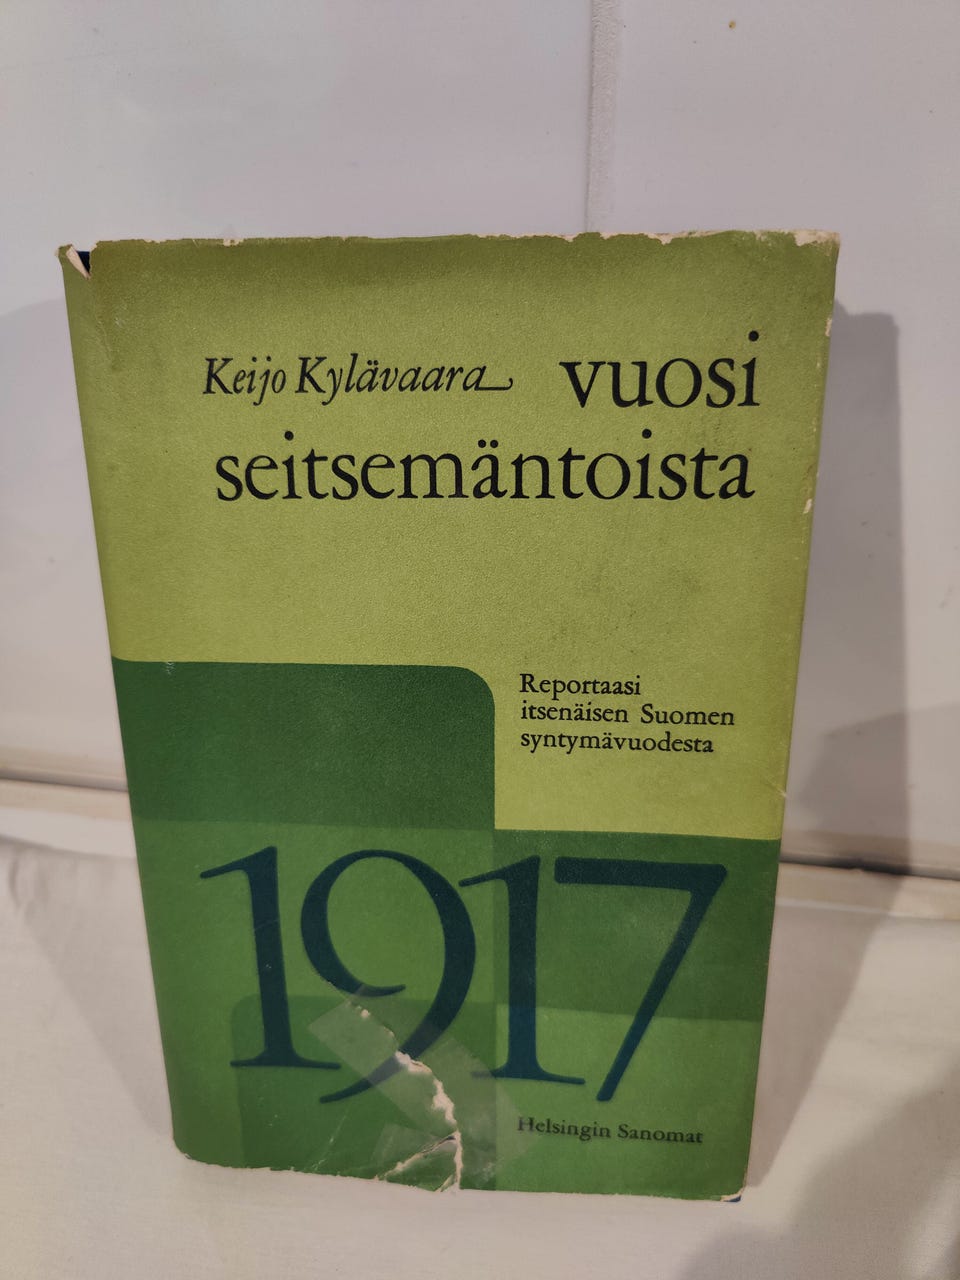 Keijo Kylävaara vuosi
seitsemäntoista
Reportaasi
itsenäisen Suomen
syntymävuodesta
1917
Helsingin Sanomat